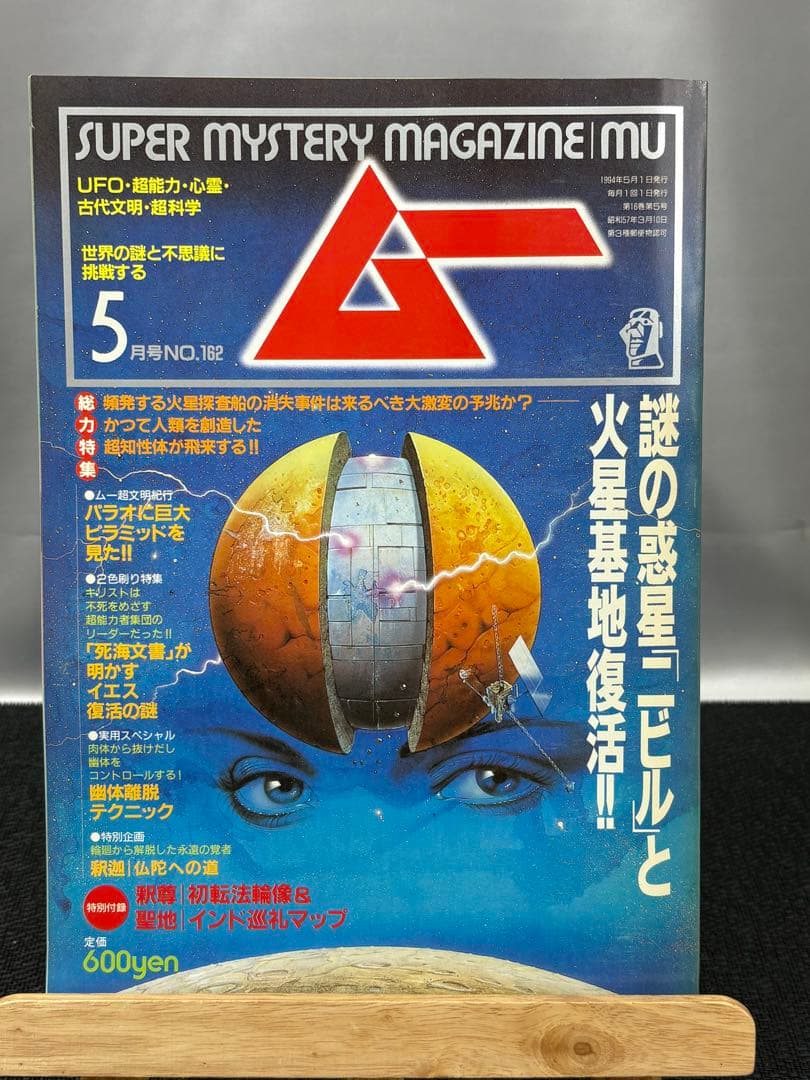 SUPER MYSTERY MAGAZINE | MU
UFO・超能力・心霊・
古代文明・超科学
世界の謎と不思議に
挑戦する
5月号NO.162
ムー
1994年5月1日発行
毎月1回1日発行
第16巻第5号
昭和57年3月10日
第3種郵便物認可
総力特集
頻発する火星探査船の消失事件は来るべき大激変の予兆か?
かつて人類を創造した
超知性体が飛来する!!
謎の惑星「ニビル」と
火星基地復活!!
●ムー超文明紀行
パラオに巨大
ピラミッドを
見た!!
●2色刷り特集
キリストは
不死をめざす
超能力者集団の
リーダーだった!!
「死海文書」が
明かす
イエス
復活の謎
●実用スペシャル
肉体から抜けだし
幽体を
コントロールする!
幽体離脱
テクニック
●特別企画
輪廻から解脱した永遠の覚者
釈迦|仏陀への道
特別付録
釈尊|初転法輪像&
聖地|インド巡礼マップ
定価
600yen